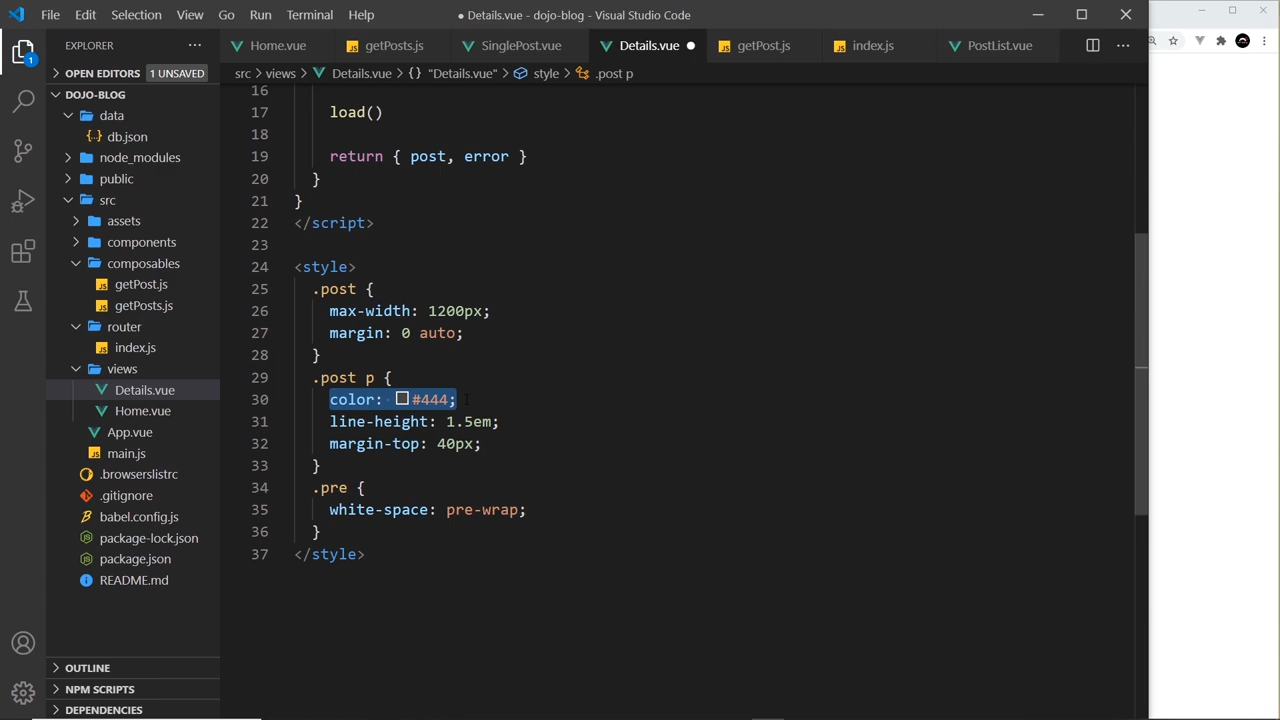 File Edit Selection View Go Run Terminal Help
● Details.vue - dojo-blog - Visual Studio Code
EXPLORER
Home.vue getPosts.js SinglePost.vue Details.vue getPost.js index.js PostList.vue
OPEN EDITORS 1 UNSAVED
src > views > Details.vue > {} "Details.vue" > style > .post p
DOJO-BLOG
data
db.json
node_modules
public
src
assets
components
composables
getPost.js
getPosts.js
router
index.js
views
Details.vue
Home.vue
App.vue
main.js
.browserslistrc
.gitignore
babel.config.js
package-lock.json
package.json
README.md
OUTLINE
NPM SCRIPTS
DEPENDENCIES
1
16
17 load()
18
19 return { post, error }
20 }
21 }
22 </script>
23
24 <style>
25 .post {
26 max-width: 1200px;
27 margin: 0 auto;
28 }
29 .post p {
30 color: #444;
31 line-height: 1.5em;
32 margin-top: 40px;
33 }
34 .pre {
35 white-space: pre-wrap;
36 }
37 </style>